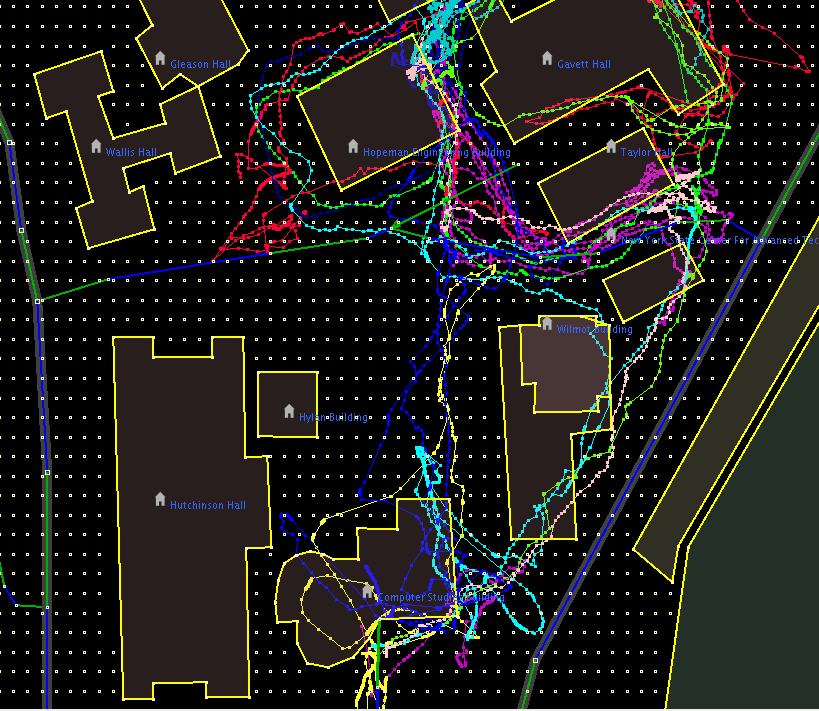 Gleason Hall
Gavett Hall
Wallis Hall
Hopeman Engineering Building
Taylor Hall
New York State Center For Advanced Tec
Wilmot Building
Hylan Building
Hutchinson Hall
Computer Studies Building